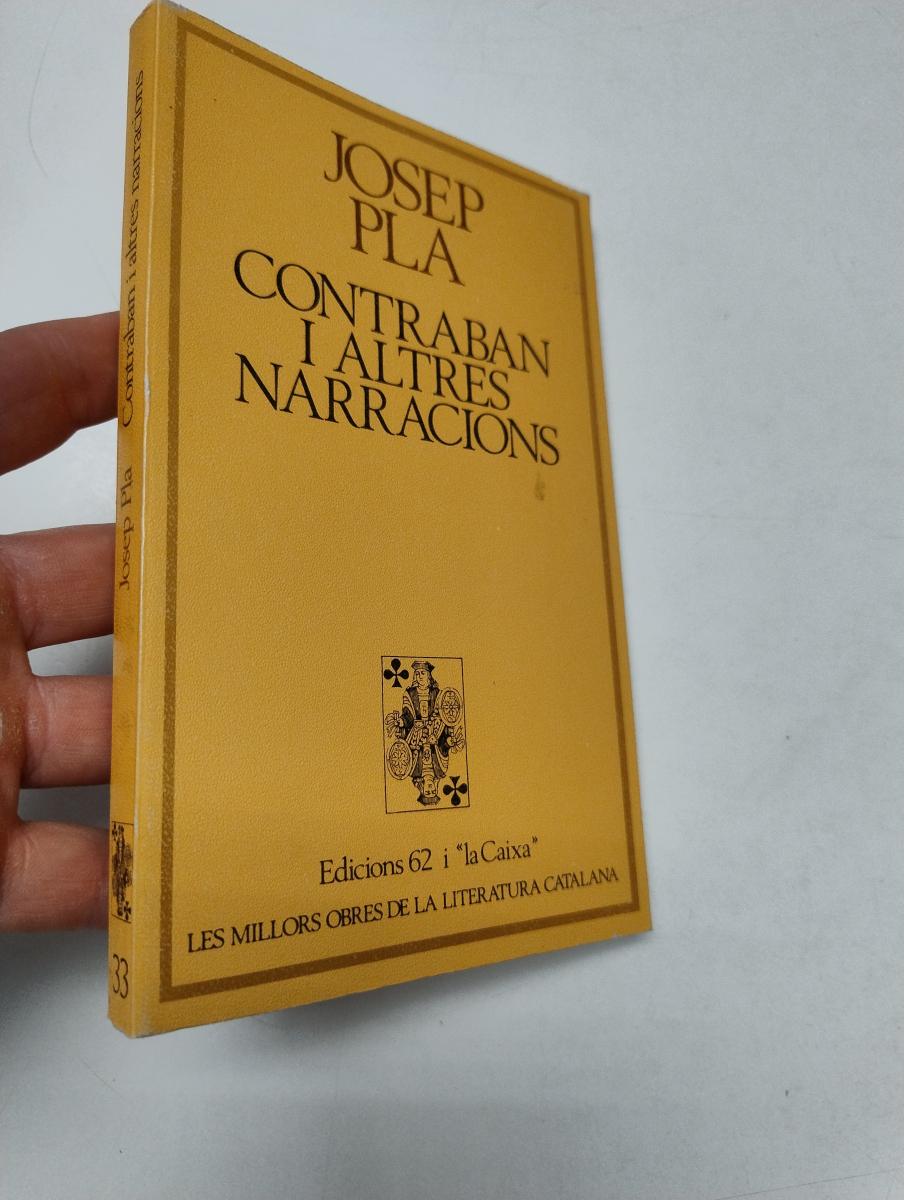 JOSEP
PLA
CONTRABAN
I ALTRES
NARRACIONS
Edicions 62 i "la Caixa"
LES MILLORS OBRES DE LA LITERATURA CATALANA
Josep Pla Contraban i altres narracions
33